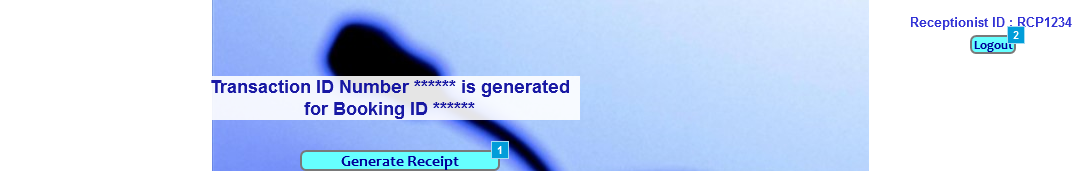 Receptionist ID : RCP1234
2
Logout
Transaction ID Number ****** is generated
for Booking ID ******
1
Generate Receipt